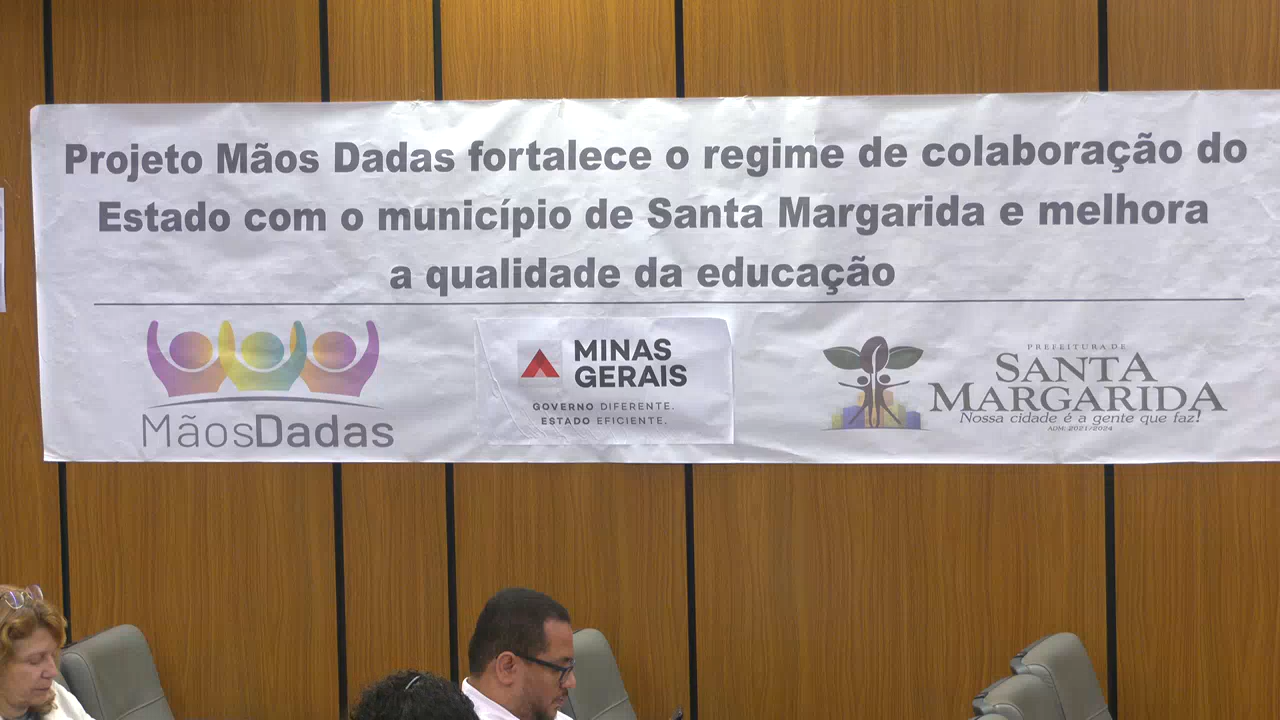 Projeto Mãos Dadas fortalece o regime de colaboração do
Estado com o município de Santa Margarida e melhora
a qualidade da educação
MãosDadas
MINAS
GERAIS
GOVERNO DIFERENTE.
ESTADO EFICIENTE.
PREFEITURA DE
SANTA
MARGARIDA
Nossa cidade é a gente que faz!
ADM: 2021/2024